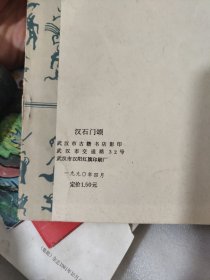 汉石门颂
武汉市古籍书店影印
武汉市交通路32号
武汉市汉阳红旗印刷厂
一九九〇年四月
定价1.50元